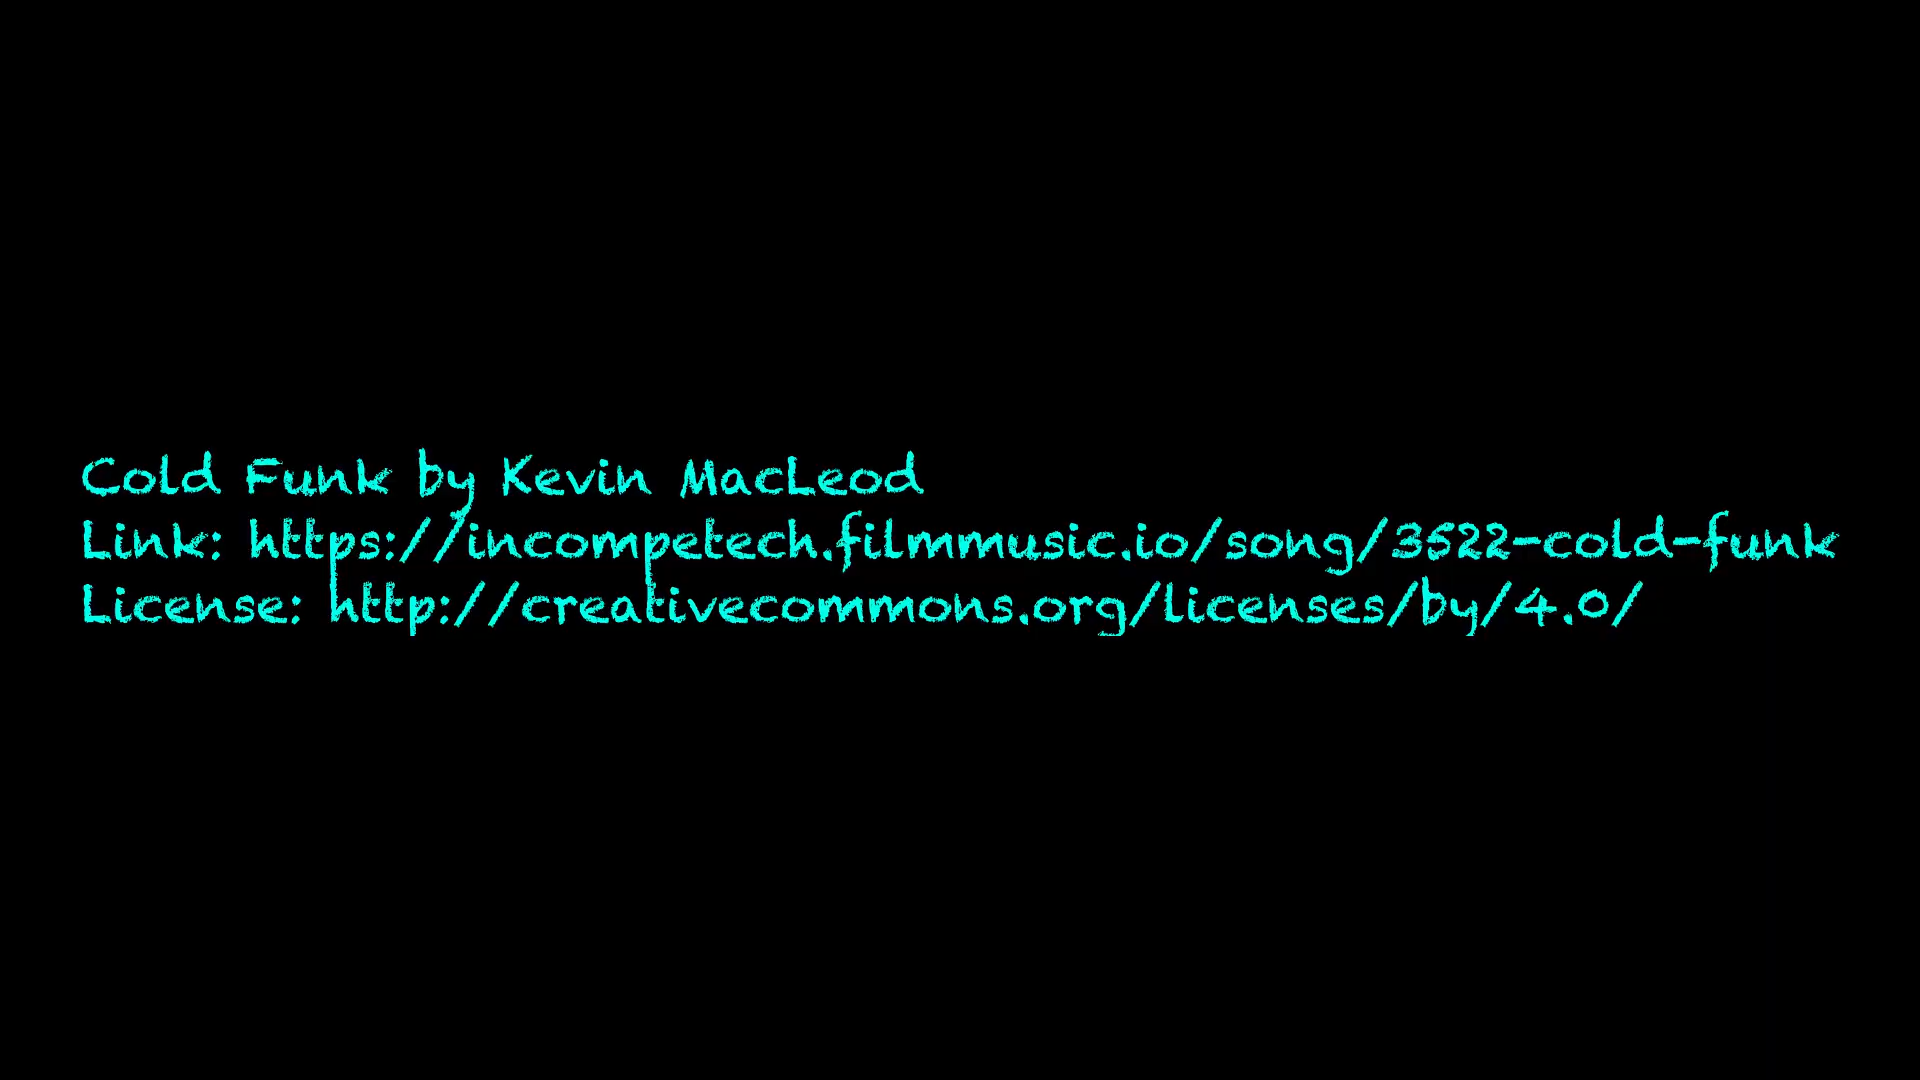 Cold Funk by Kevin MacLeod
Link: https://incompetech.filmmusic.io/song/3522-cold-funk
License: http://creativecommons.org/licenses/by/4.0/